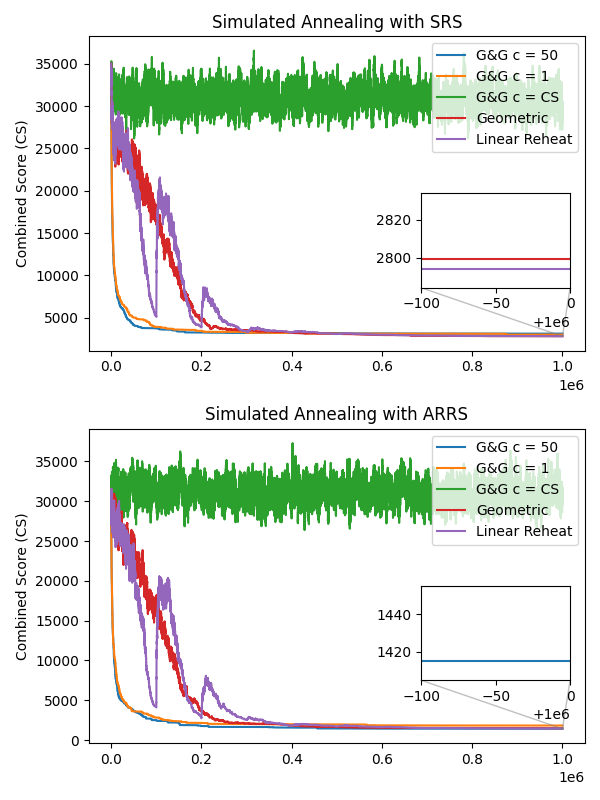 Simulated Annealing with SRS
Combined Score (CS)
35000
30000
25000
20000
15000
10000
5000
G&G c = 50
G&G c = 1
G&G c = CS
Geometric
Linear Reheat
2820
2800
−100
−50
0
+1e6
0.0
0.2
0.4
0.6
0.8
1.0
1e6
Simulated Annealing with ARRS
Combined Score (CS)
35000
30000
25000
20000
15000
10000
5000
0
G&G c = 50
G&G c = 1
G&G c = CS
Geometric
Linear Reheat
1440
1420
−100
−50
0
+1e6
0.0
0.2
0.4
0.6
0.8
1.0
1e6